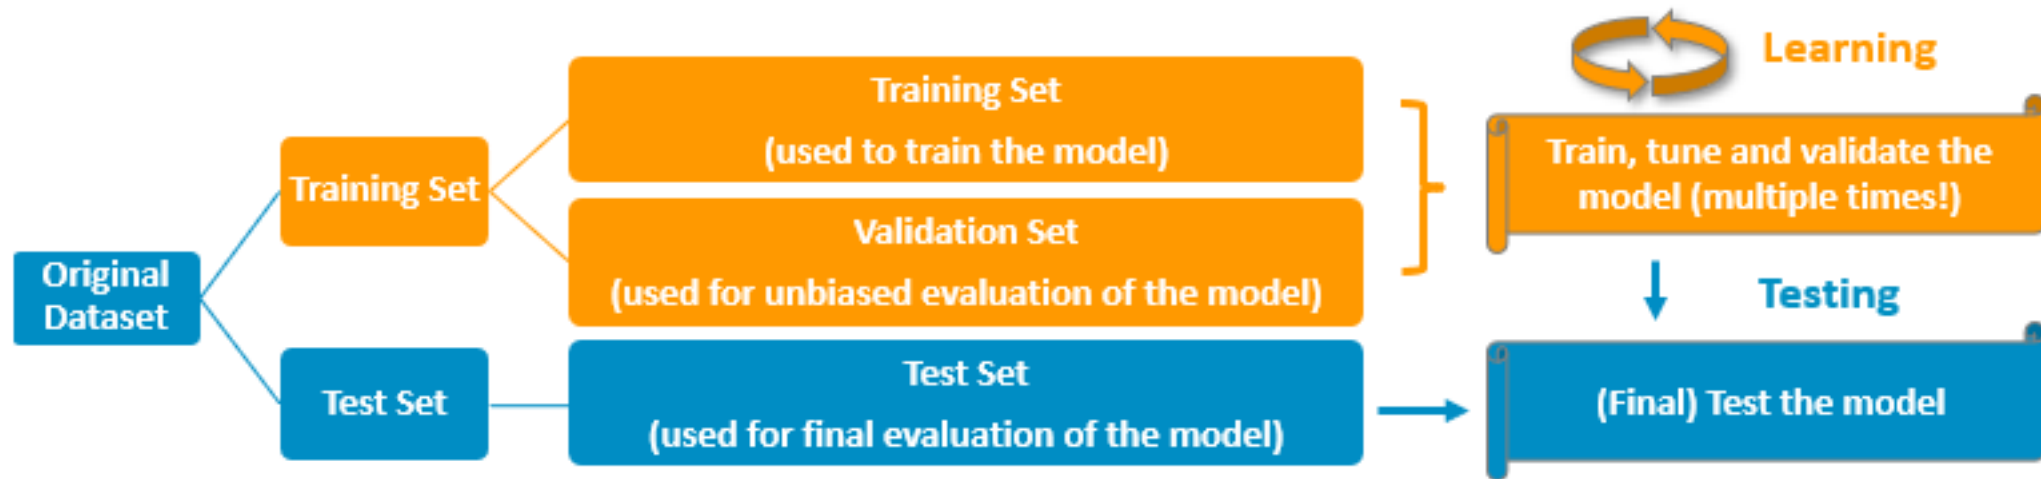 Original
Dataset
Training Set
Test Set
Training Set
(used to train the model)
Validation Set
(used for unbiased evaluation of the model)
Test Set
(used for final evaluation of the model)
Learning
Train, tune and validate the
model (multiple times!)
Testing
(Final) Test the model